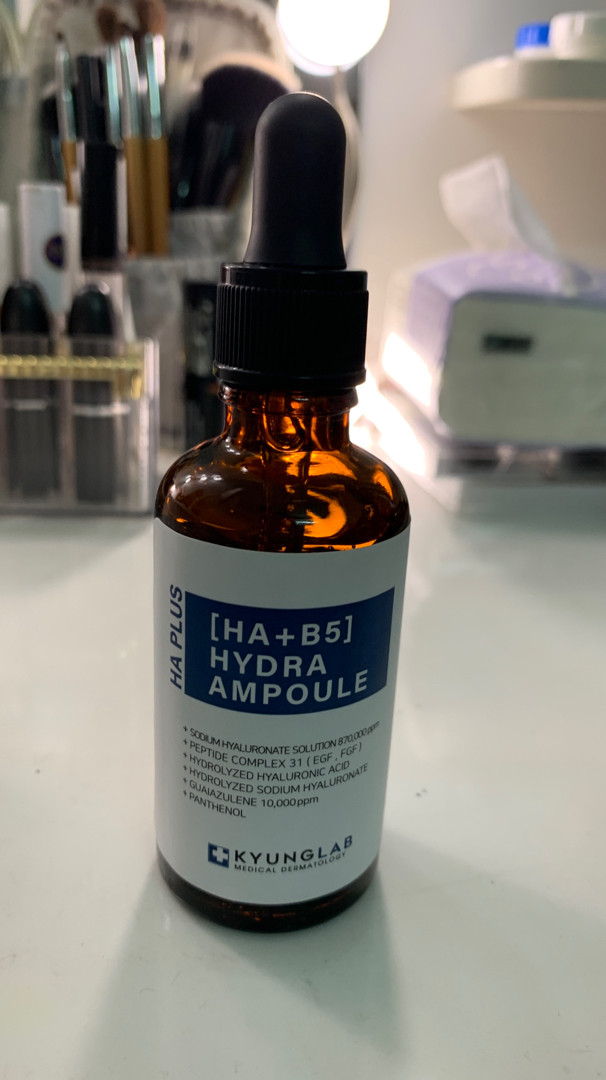 HA PLUS
[HA+B5]
HYDRA
AMPOULE
+ SODIUM HYALURONATE SOLUTION 870,000ppm
+ PEPTIDE COMPLEX 31 ( EGF , FGF )
+ HYDROLYZED HYALURONIC ACID
+ HYDROLYZED SODIUM HYALURONATE
+ GUAIAZULENE 10,000ppm
+ PANTHENOL
KYUNGLAB
MEDICAL DERMATOLOGY